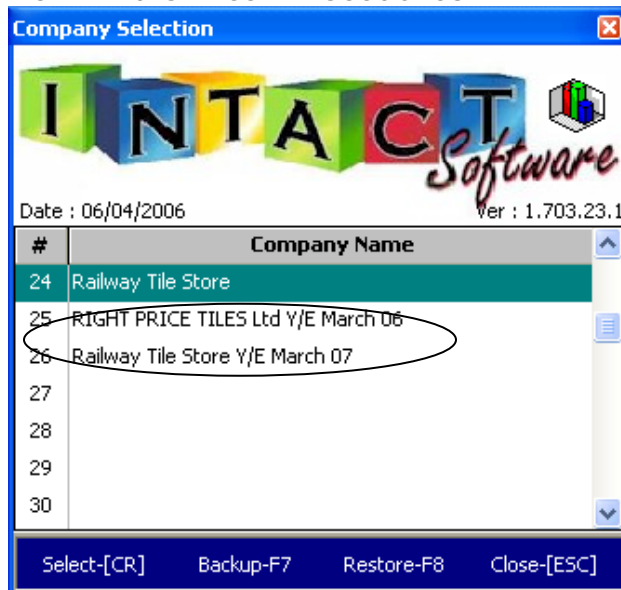 Company Selection
INTACT
Software
Date : 06/04/2006 Ver : 1.703.23.1
# Company Name
24 Railway Tile Store
25 RIGHT PRICE TILES Ltd Y/E March 06
26 Railway Tile Store Y/E March 07
27
28
29
30
Select-[CR] Backup-F7 Restore-F8 Close-[ESC]